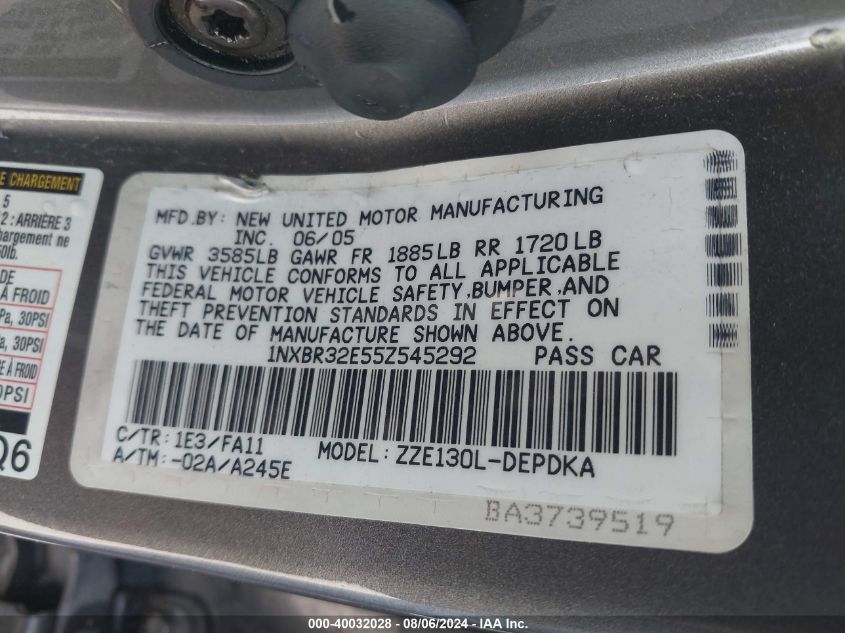 E CHARGEMENT
5
2 : ARRIÈRE 3
hargement ne
0lb.
DE
À FROID
Pa, 30PSI
a, 30PSI
À FROID
0PSI
Q6
MFD.BY: NEW UNITED MOTOR MANUFACTURING
INC. 06/05
GVWR 3585LB GAWR FR 1885LB RR 1720LB
THIS VEHICLE CONFORMS TO ALL APPLICABLE
FEDERAL MOTOR VEHICLE SAFETY,BUMPER,AND
THEFT PREVENTION STANDARDS IN EFFECT ON
THE DATE OF MANUFACTURE SHOWN ABOVE.
1NXBR32E55Z545292 PASS CAR
C/TR:1E3/FA11 MODEL: ZZE130L-DEPDKA
A/TM:-02A/A245E
BA3739519
000-40032028 - 08/06/2024 - IAA Inc.